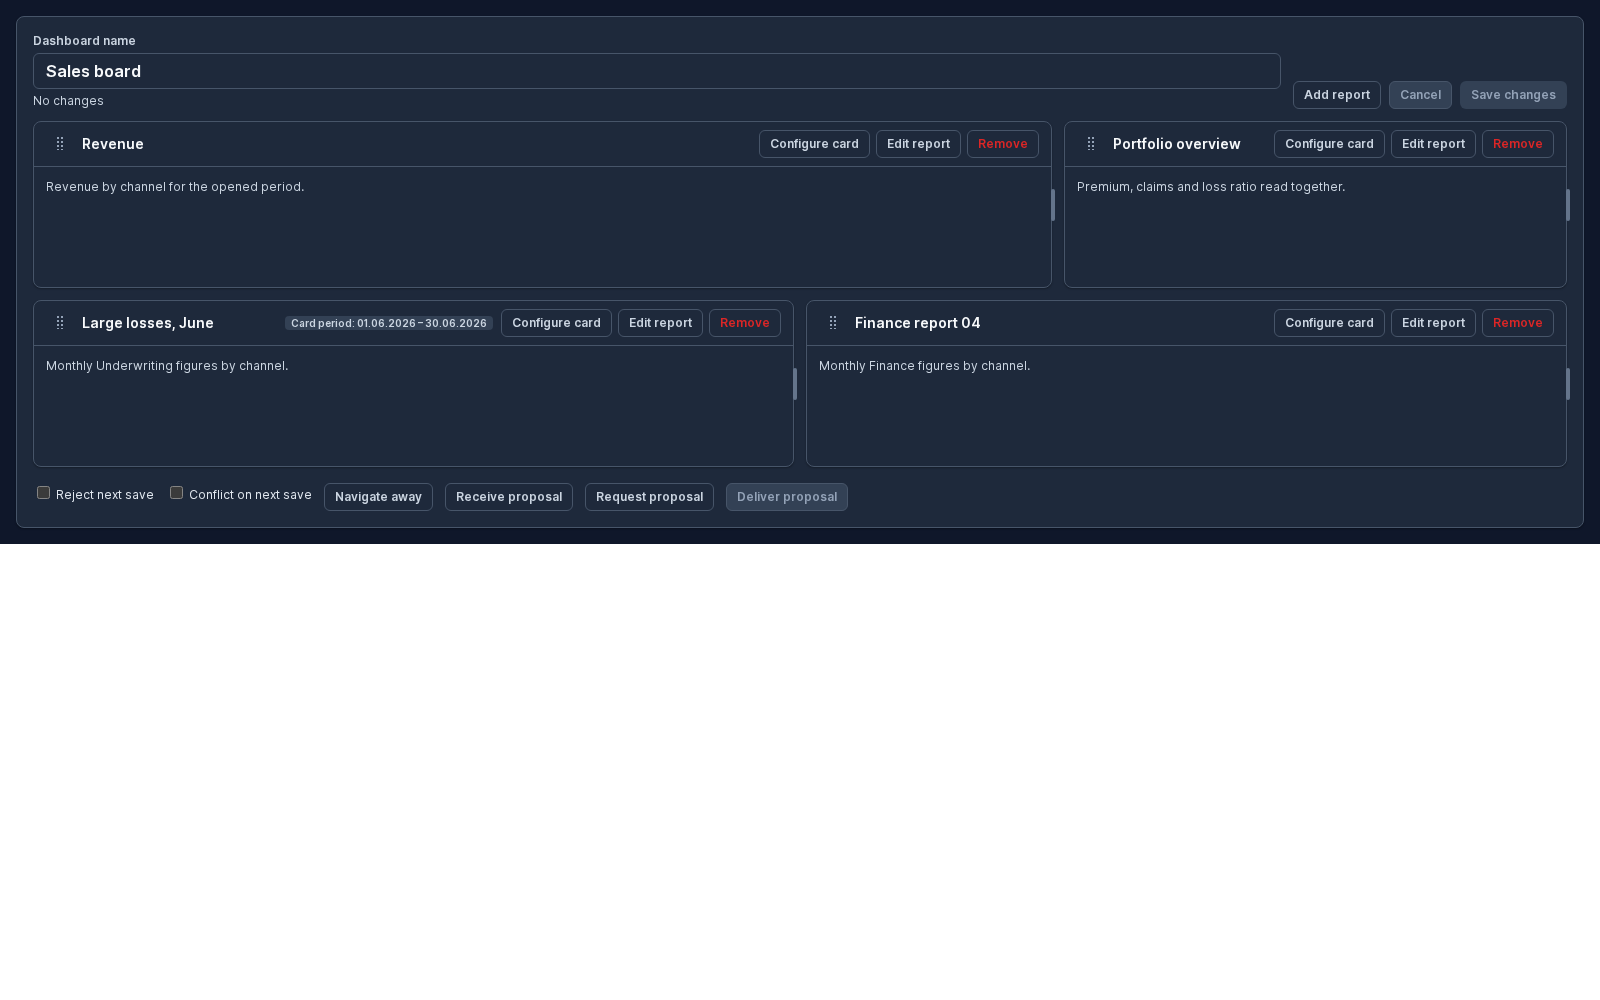 Dashboard name
Sales board
No changes
Add report
Cancel
Save changes
Revenue
Configure card
Edit report
Remove
Portfolio overview
Configure card
Edit report
Remove
Revenue by channel for the opened period.
Premium, claims and loss ratio read together.
Large losses, June
Card period: 01.06.2026 – 30.06.2026
Configure card
Edit report
Remove
Finance report 04
Configure card
Edit report
Remove
Monthly Underwriting figures by channel.
Monthly Finance figures by channel.
Reject next save
Conflict on next save
Navigate away
Receive proposal
Request proposal
Deliver proposal